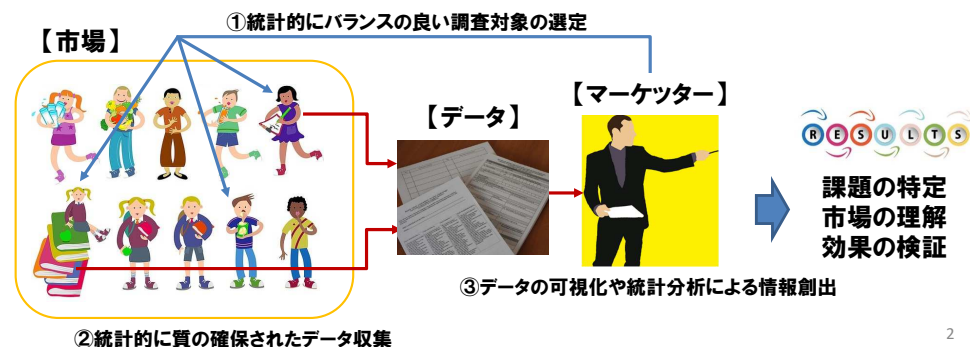 ①統計的にバランスの良い調査対象の選定
【市場】
【データ】
【マーケッター】
RESULTS
課題の特定
市場の理解
効果の検証
③データの可視化や統計分析による情報創出
②統計的に質の確保されたデータ収集
2